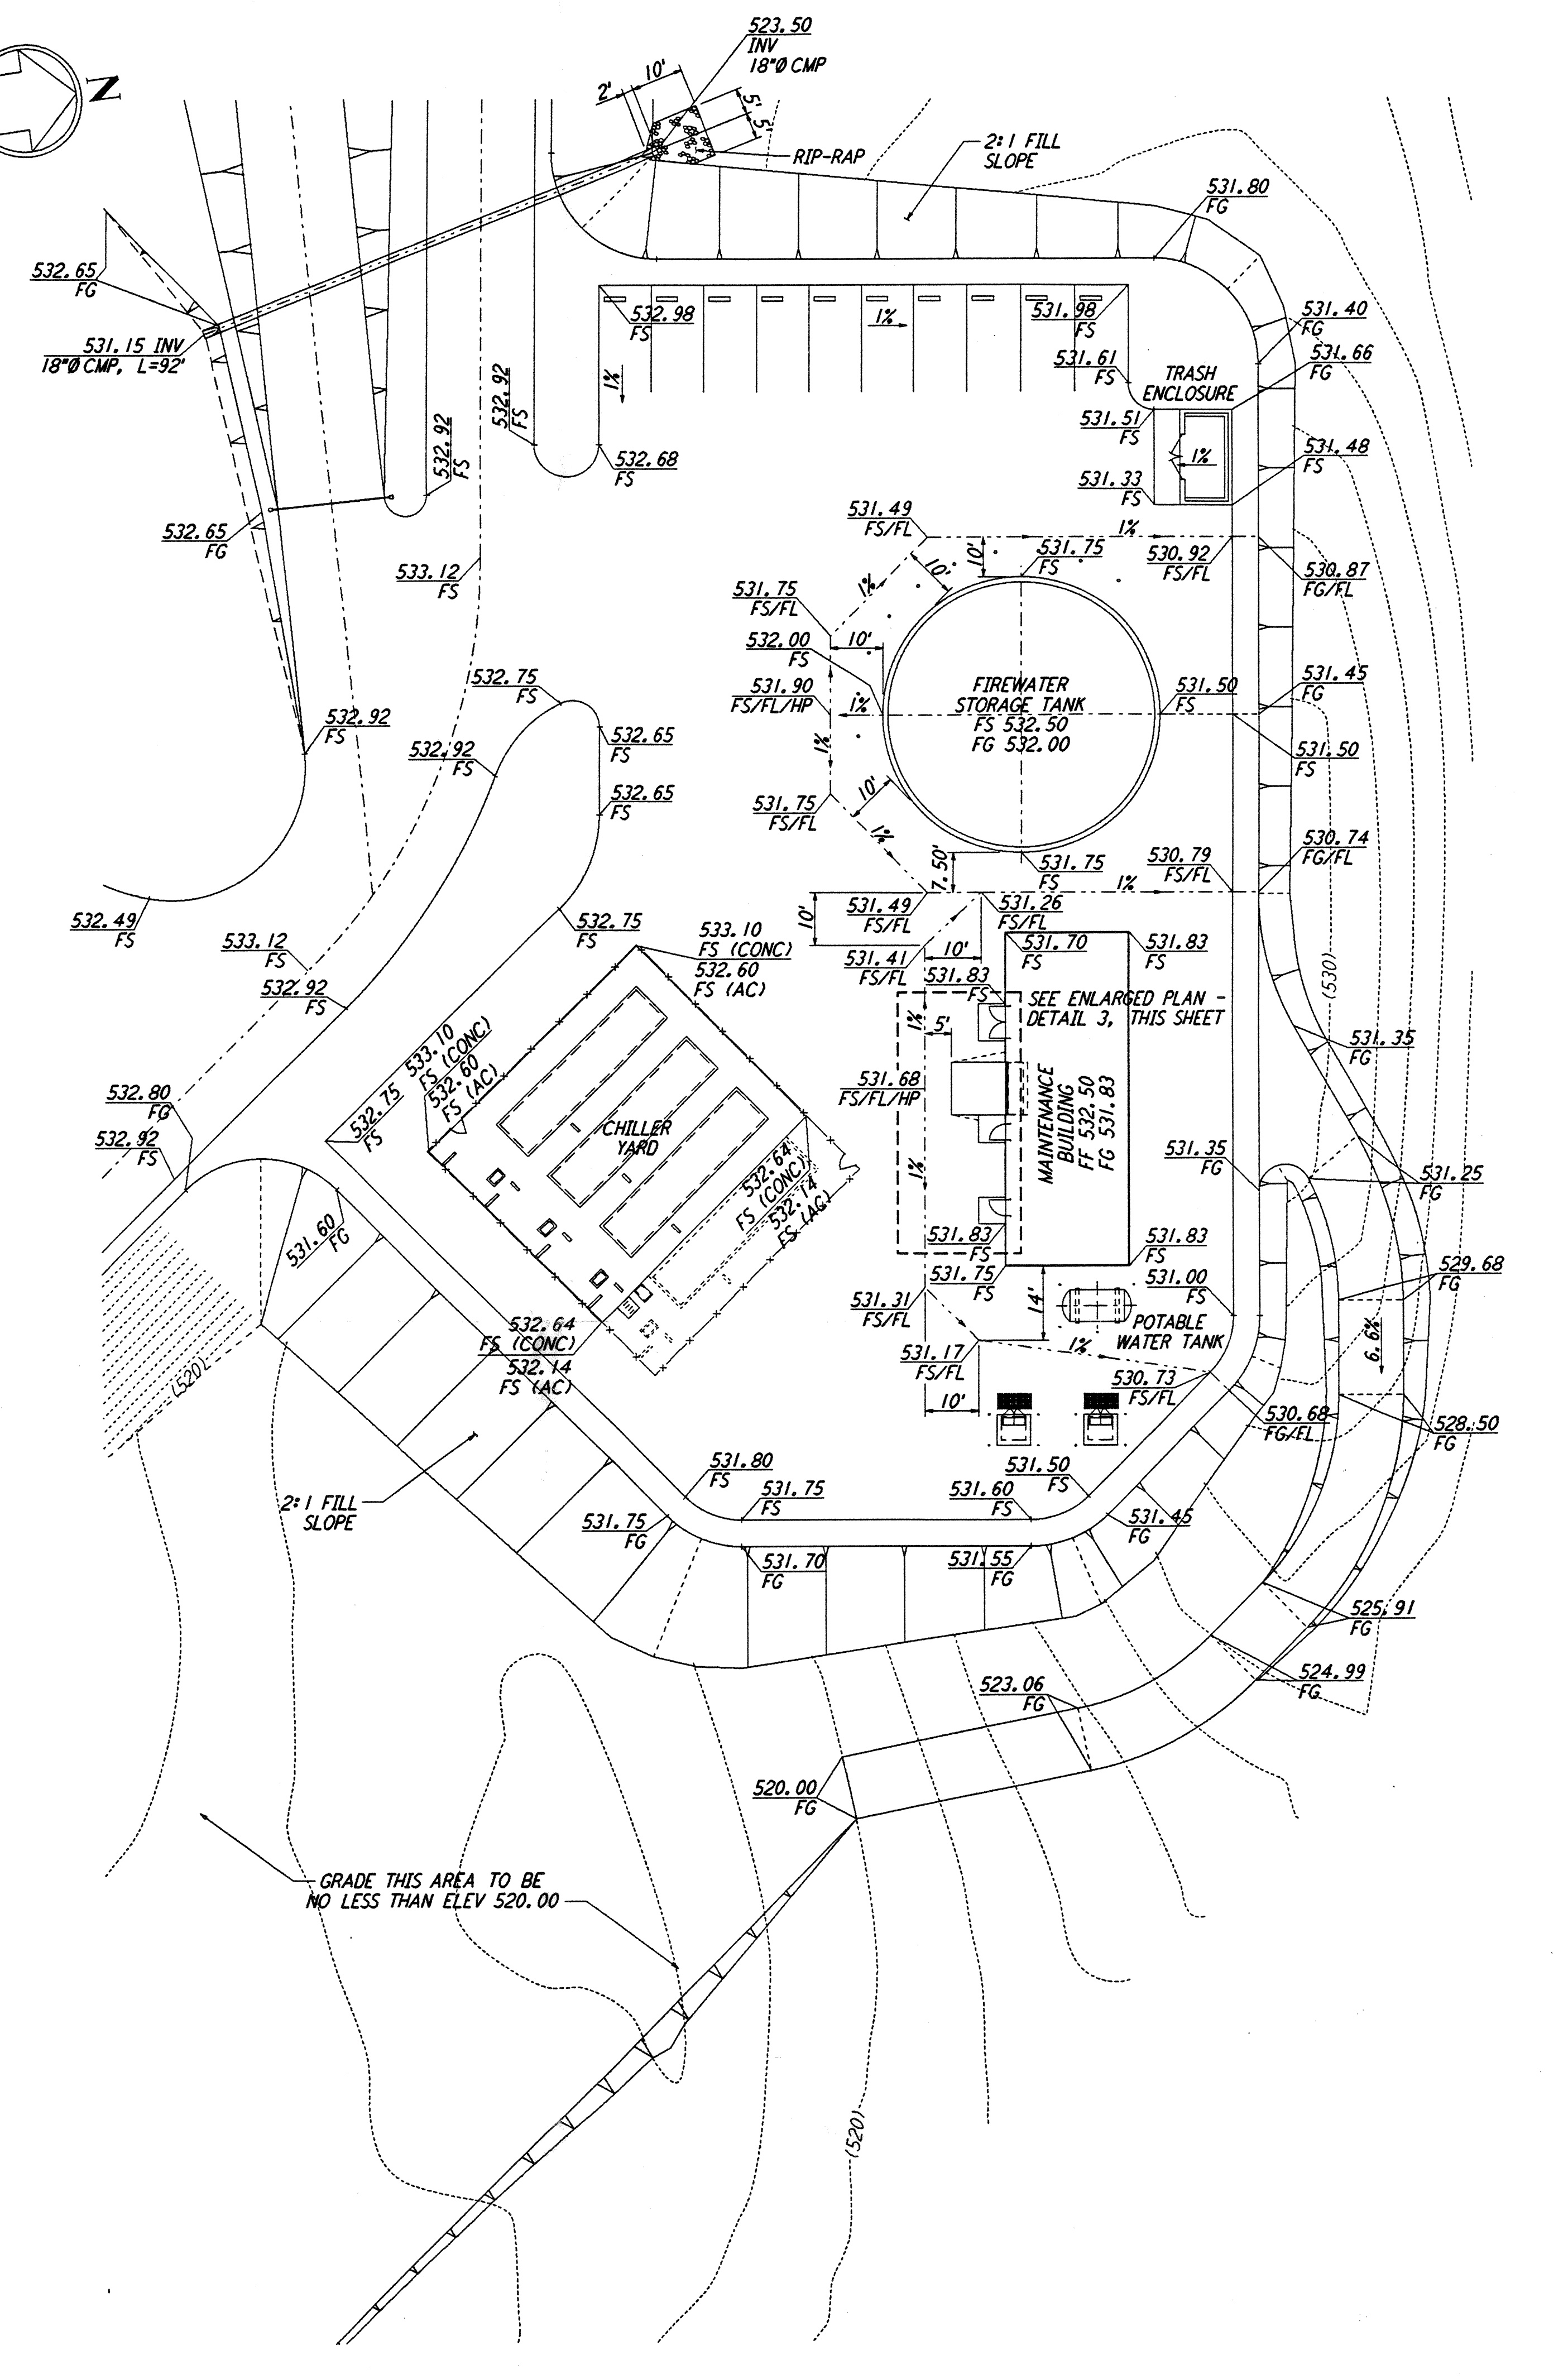 N
523.50
INV
18"Ø CMP
10'
2'
5'
5'
RIP-RAP
2:1 FILL
SLOPE
531.80
FG
532.65
FG
531.15 INV
18"Ø CMP, L=92'
532.98
FS
1%
531.98
FS
531.40
FG
531.61
FS
531.66
FG
TRASH
ENCLOSURE
1%
532.92
FS
532.92
FS
531.51
FS
532.68
FS
531.48
FS
1%
531.33
FS
532.65
FG
531.49
FS/FL
1%
10'
531.75
FS
530.92
FS/FL
530.87
FG/FL
533.12
FS
10'
1%
531.75
FS/FL
532.00
FS
10'
532.75
FS
531.90
FS/FL/HP
1%
FIREWATER
STORAGE TANK
FS 532.50
FG 532.00
531.50
FS
531.45
FG
532.92
FS
532.65
FS
1%
532.92
FS
531.50
FS
532.65
FS
531.75
FS/FL
10'
1%
7.50'
531.75
FS
530.79
FS/FL
530.74
FG/FL
1%
532.49
FS
532.75
FS
531.49
FS/FL
531.26
FS/FL
10'
533.12
FS
533.10
FS (CONC)
532.60
FS (AC)
531.41
FS/FL
10'
531.70
FS
531.83
FS
531.83
FS
(530)
532.92
FS
SEE ENLARGED PLAN -
DETAIL 3, THIS SHEET
1%
5'
533.10
FS (CONC)
532.60
FS (AC)
531.35
FG
532.80
FG
532.75
FS
531.68
FS/FL/HP
MAINTENANCE
BUILDING
FF 532.50
FG 531.83
CHILLER
YARD
532.92
FS
532.64
FS (CONC)
532.14
FS (AC)
1%
531.35
FG
531.25
FG
531.60
FG
531.83
FS
531.83
FS
529.68
FG
531.75
FS
531.00
FS
14'
531.31
FS/FL
POTABLE
WATER TANK
532.64
FS (CONC)
532.14
FS (AC)
531.17
FS/FL
1%
6.6%
(520)
530.73
FS/FL
10'
530.68
FG/FL
528.50
FG
531.80
FS
531.50
FS
531.75
FS
531.60
FS
2:1 FILL
SLOPE
531.75
FG
531.45
FG
531.70
FG
531.55
FG
525.91
FG
524.99
FG
523.06
FG
520.00
FG
GRADE THIS AREA TO BE
NO LESS THAN ELEV 520.00
(520)